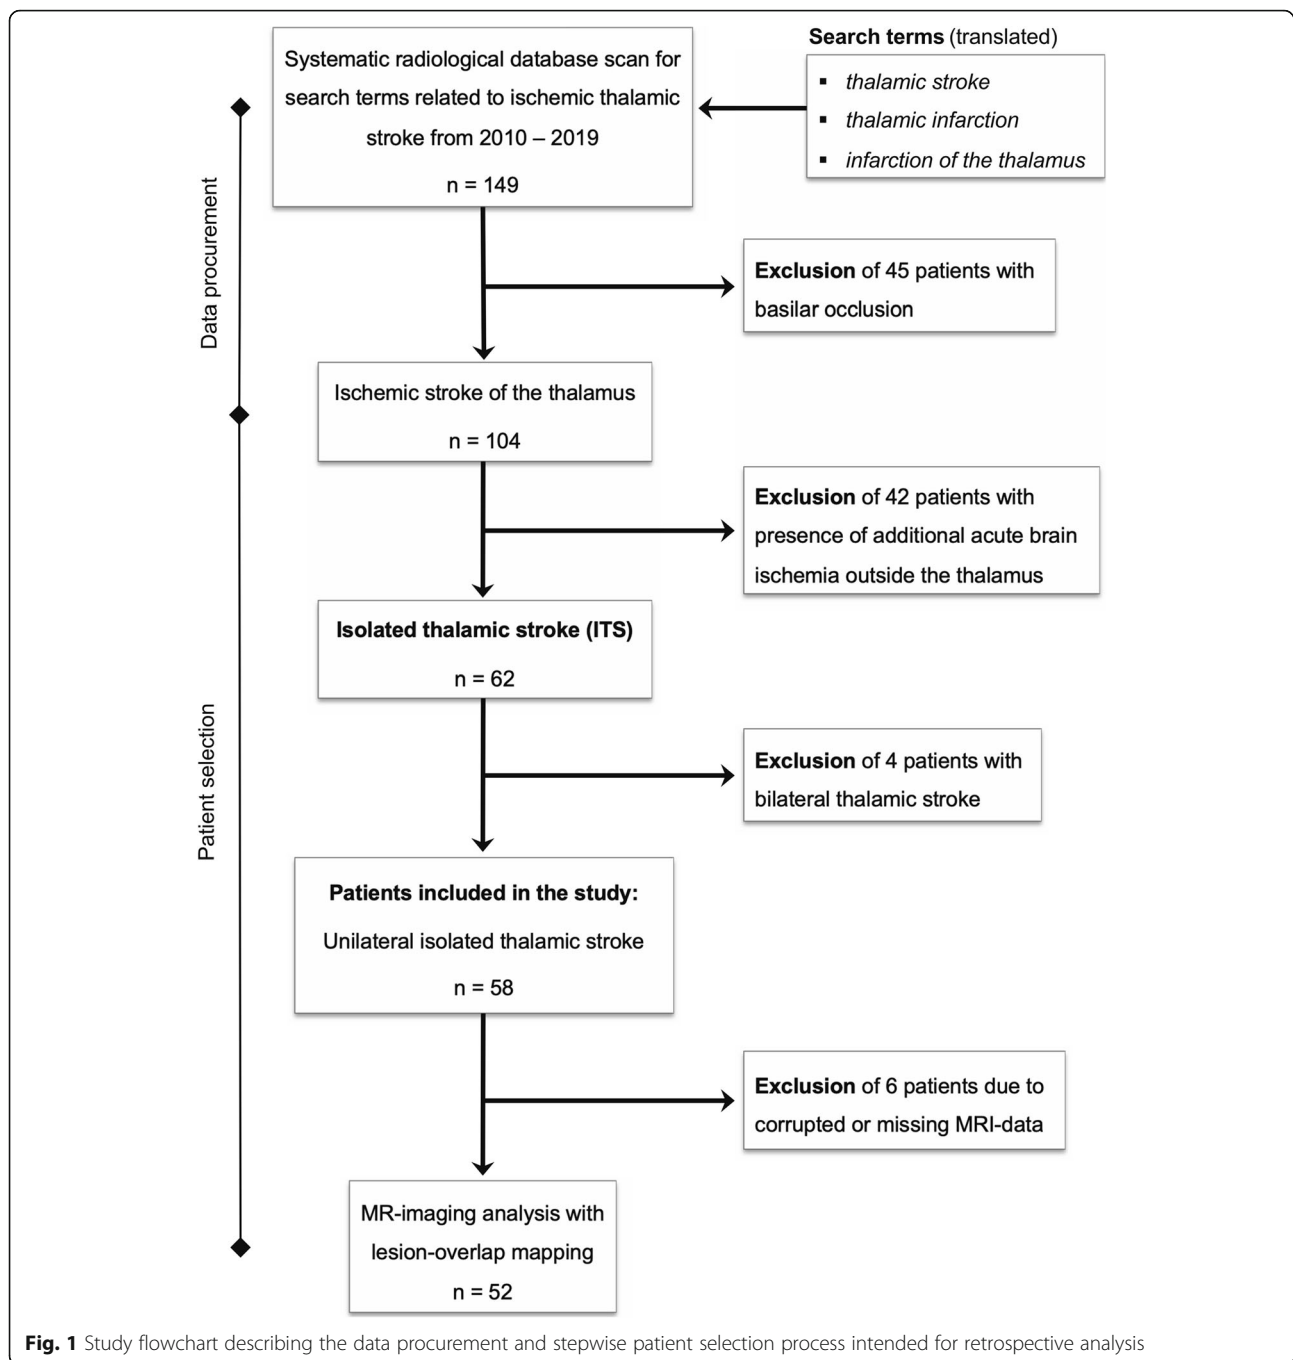 Systematic radiological database scan for
search terms related to ischemic thalamic
stroke from 2010 – 2019
n = 149
Search terms (translated)
▪ thalamic stroke
▪ thalamic infarction
▪ infarction of the thalamus
Data procurement
Exclusion of 45 patients with
basilar occlusion
Ischemic stroke of the thalamus
n = 104
Exclusion of 42 patients with
presence of additional acute brain
ischemia outside the thalamus
Isolated thalamic stroke (ITS)
n = 62
Patient selection
Exclusion of 4 patients with
bilateral thalamic stroke
Patients included in the study:
Unilateral isolated thalamic stroke
n = 58
Exclusion of 6 patients due to
corrupted or missing MRI-data
MR-imaging analysis with
lesion-overlap mapping
n = 52
Fig. 1 Study flowchart describing the data procurement and stepwise patient selection process intended for retrospective analysis